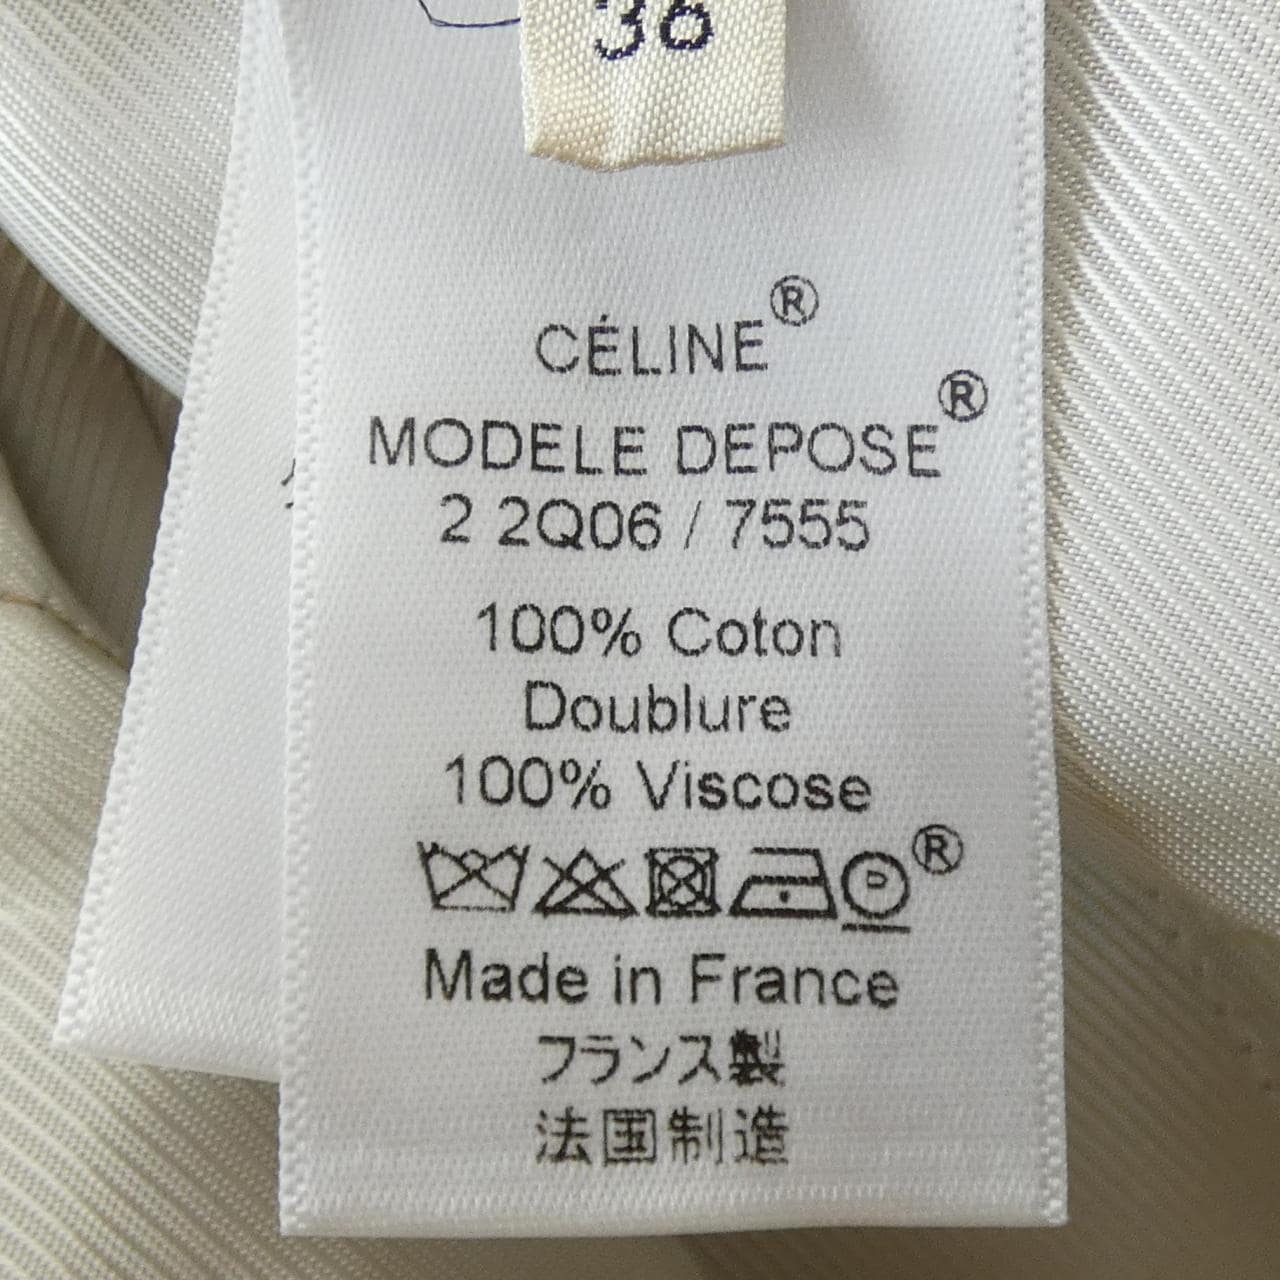 36
CÉLINE®
MODELE DEPOSE®
2 2Q06 / 7555
100% Coton
Doublure
100% Viscose
P ®
Made in France
フランス製
法国制造